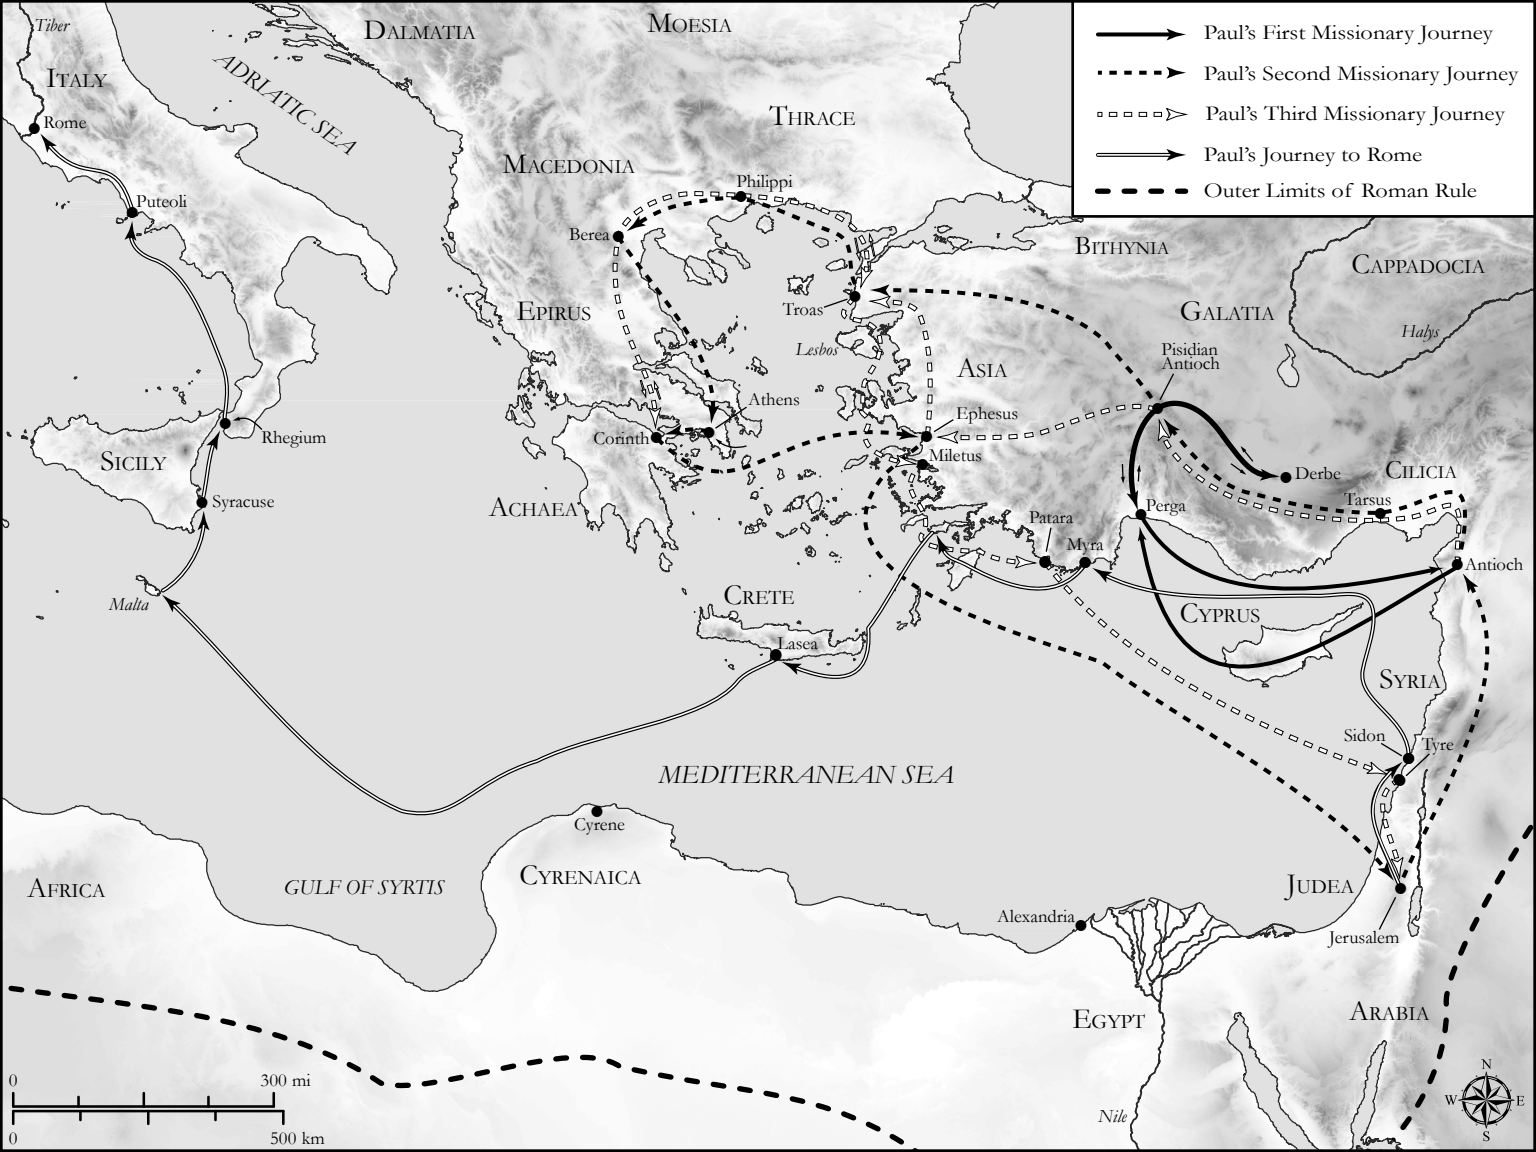 Paul's First Missionary Journey
Paul's Second Missionary Journey
Paul's Third Missionary Journey
Paul's Journey to Rome
Outer Limits of Roman Rule
Tiber
DALMATIA
MOESIA
ITALY
ADRIATIC SEA
Rome
THRACE
MACEDONIA
Philippi
Puteoli
Berea
BITHYNIA
CAPPADOCIA
EPIRUS
Troas
GALATIA
Halys
Lesbos
Pisidian
Antioch
ASIA
Athens
Ephesus
Rhegium
Corinth
Miletus
SICILY
Derbe
CILICIA
Syracuse
ACHAEA
Tarsus
Patara
Perga
Myra
Antioch
Malta
CRETE
CYPRUS
Lasea
SYRIA
Sidon
Tyre
MEDITERRANEAN SEA
Cyrene
CYRENAICA
AFRICA
GULF OF SYRTIS
JUDEA
Alexandria
Jerusalem
EGYPT
ARABIA
Nile
0
300 mi
0
500 km
N
W
E
S